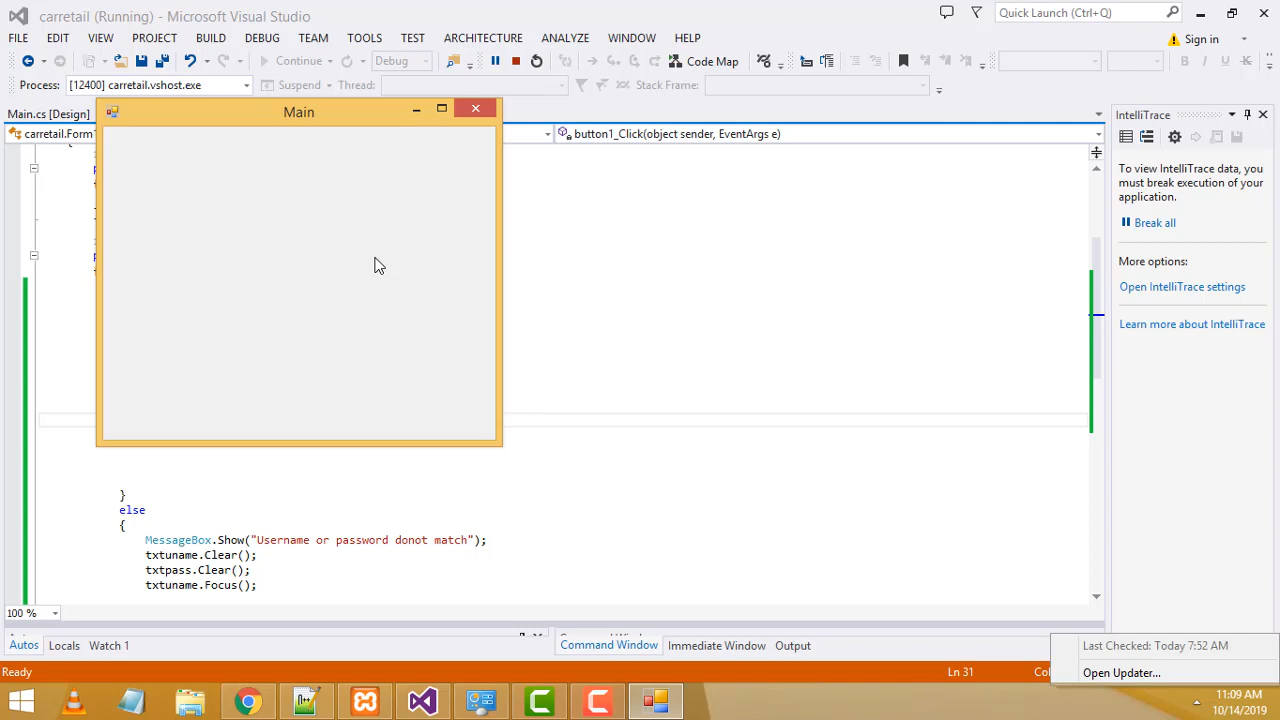 carretail (Running) - Microsoft Visual Studio
Quick Launch (Ctrl+Q)
FILE EDIT VIEW PROJECT BUILD DEBUG TEAM TOOLS TEST ARCHITECTURE ANALYZE WINDOW HELP
Sign in
Continue Debug Code Map
Process: [12400] carretail.vshost.exe Suspend Thread: Stack Frame:
Main.cs [Design]
Main
IntelliTrace
carretail.Form1
button1_Click(object sender, EventArgs e)
To view IntelliTrace data, you
must break execution of your
application.
Break all
More options:
Open IntelliTrace settings
Learn more about IntelliTrace
}
else
{
MessageBox.Show("Username or password donot match");
txtuname.Clear();
txtpass.Clear();
txtuname.Focus();
100 %
Autos Locals Watch 1
Command Window Immediate Window Output
Last Checked: Today 7:52 AM
Open Updater...
Ready
Ln 31
11:09 AM
10/14/2019